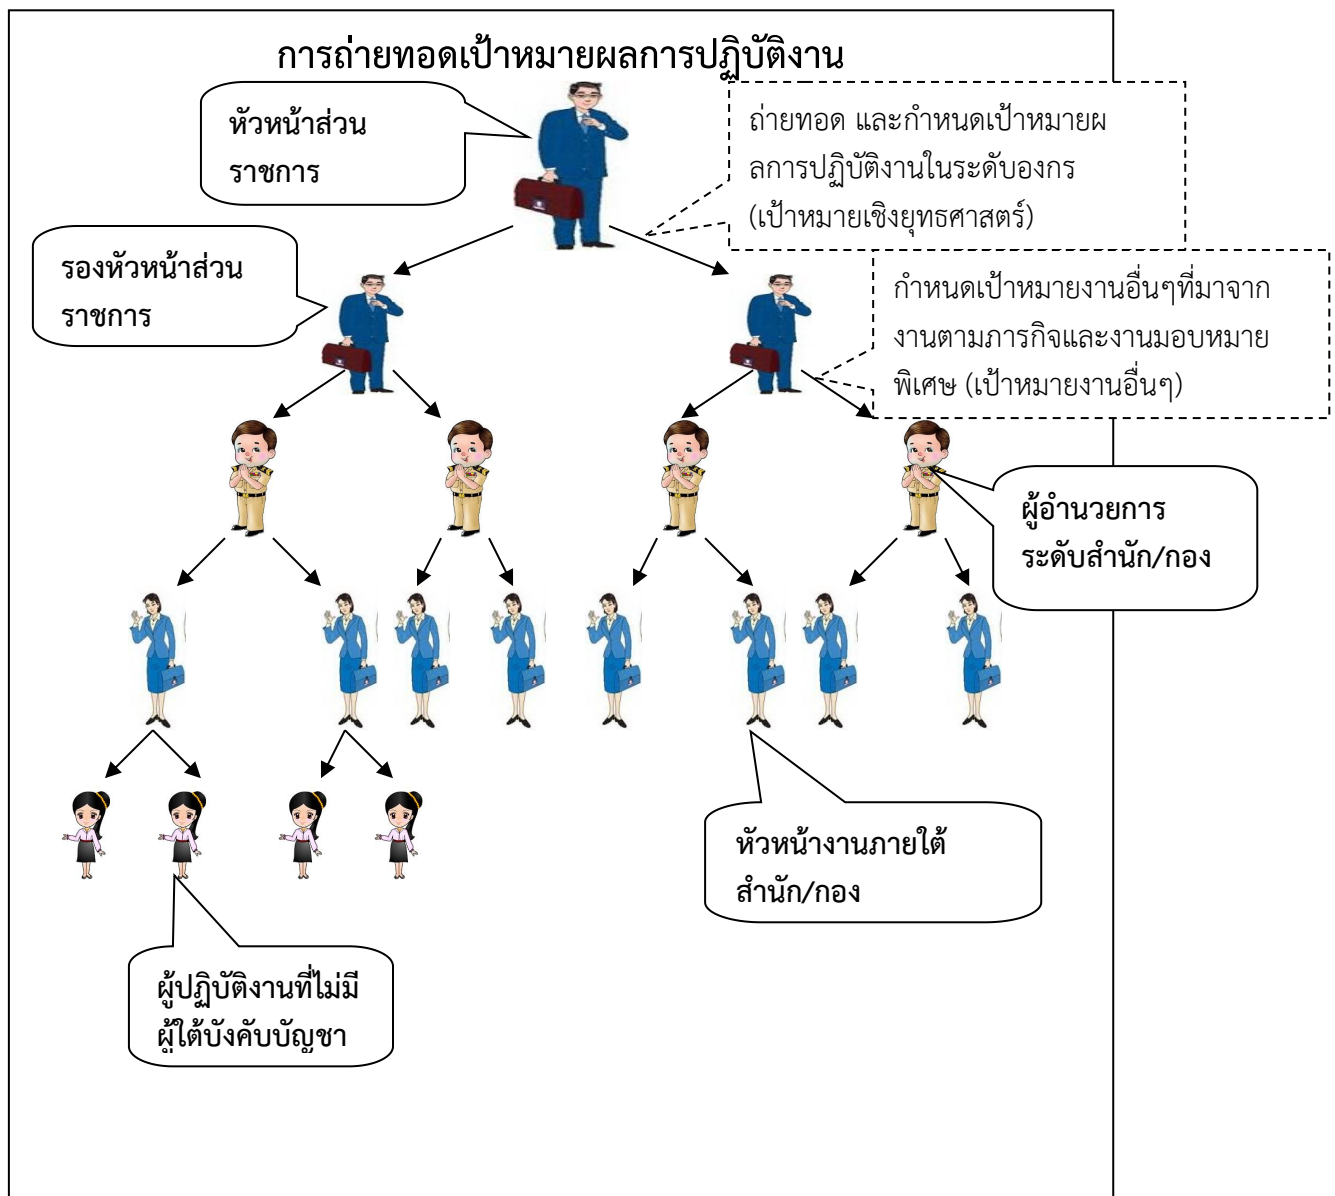 การถ่ายทอดเป้าหมายผลการปฏิบัติงาน
หัวหน้าส่วน
ราชการ
ถ่ายทอด และกำหนดเป้าหมายผ
ลการปฏิบัติงานในระดับองกร
(เป้าหมายเชิงยุทธศาสตร์)
รองหัวหน้าส่วน
ราชการ
กำหนดเป้าหมายงานอื่นๆที่มาจาก
งานตามภารกิจและงานมอบหมาย
พิเศษ (เป้าหมายงานอื่นๆ)
ผู้อำนวยการ
ระดับสำนัก/กอง
หัวหน้างานภายใต้
สำนัก/กอง
ผู้ปฏิบัติงานที่ไม่มี
ผู้ใต้บังคับบัญชา